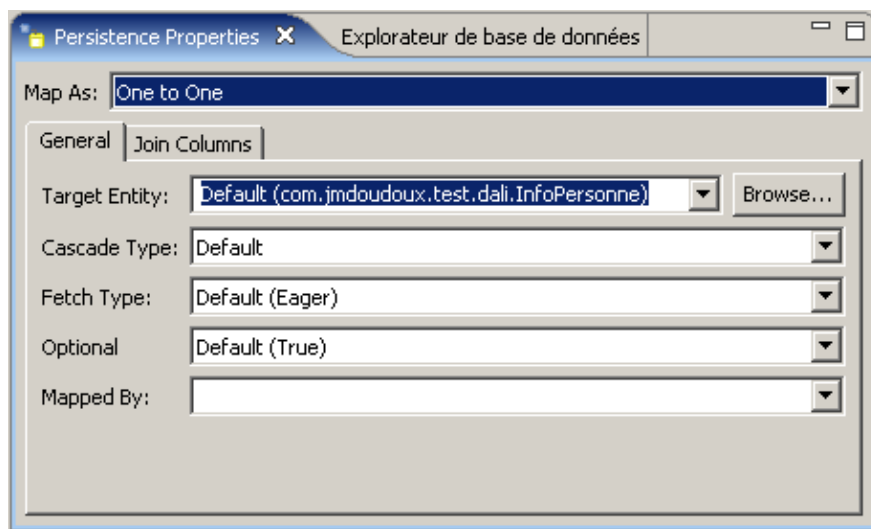 Persistence Properties Explorateur de base de données
Map As: One to One
General Join Columns
Target Entity: Default (com.jmdoudoux.test.dali.InfoPersonne) Browse...
Cascade Type: Default
Fetch Type: Default (Eager)
Optional Default (True)
Mapped By: